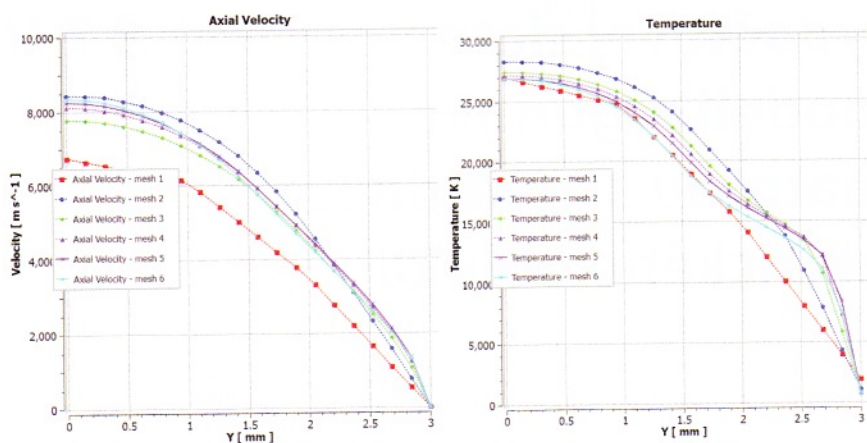 Axial Velocity
10,000
8,000
6,000
4,000
2,000
0
Velocity [ m s^-1 ]
Axial Velocity - mesh 1
Axial Velocity - mesh 2
Axial Velocity - mesh 3
Axial Velocity - mesh 4
Axial Velocity - mesh 5
Axial Velocity - mesh 6
0 0.5 1 1.5 2 2.5 3
Y [ mm ]
Temperature
30,000
25,000
20,000
15,000
10,000
5,000
0
Temperature [ K ]
Temperature - mesh 1
Temperature - mesh 2
Temperature - mesh 3
Temperature - mesh 4
Temperature - mesh 5
Temperature - mesh 6
0 0.5 1 1.5 2 2.5 3
Y [ mm ]